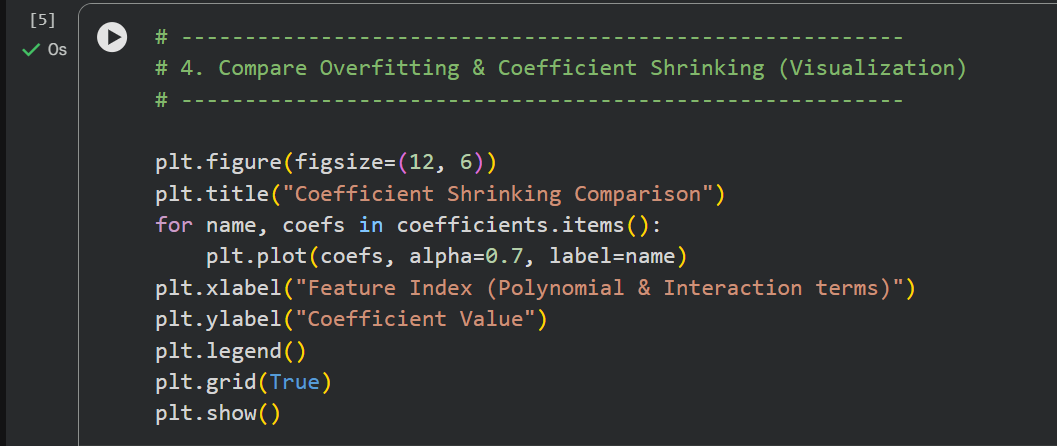 [5]
0s
# ---------------------------------------------------------
# 4. Compare Overfitting & Coefficient Shrinking (Visualization)
# ---------------------------------------------------------
plt.figure(figsize=(12, 6))
plt.title("Coefficient Shrinking Comparison")
for name, coefs in coefficients.items():
    plt.plot(coefs, alpha=0.7, label=name)
plt.xlabel("Feature Index (Polynomial & Interaction terms)")
plt.ylabel("Coefficient Value")
plt.legend()
plt.grid(True)
plt.show()